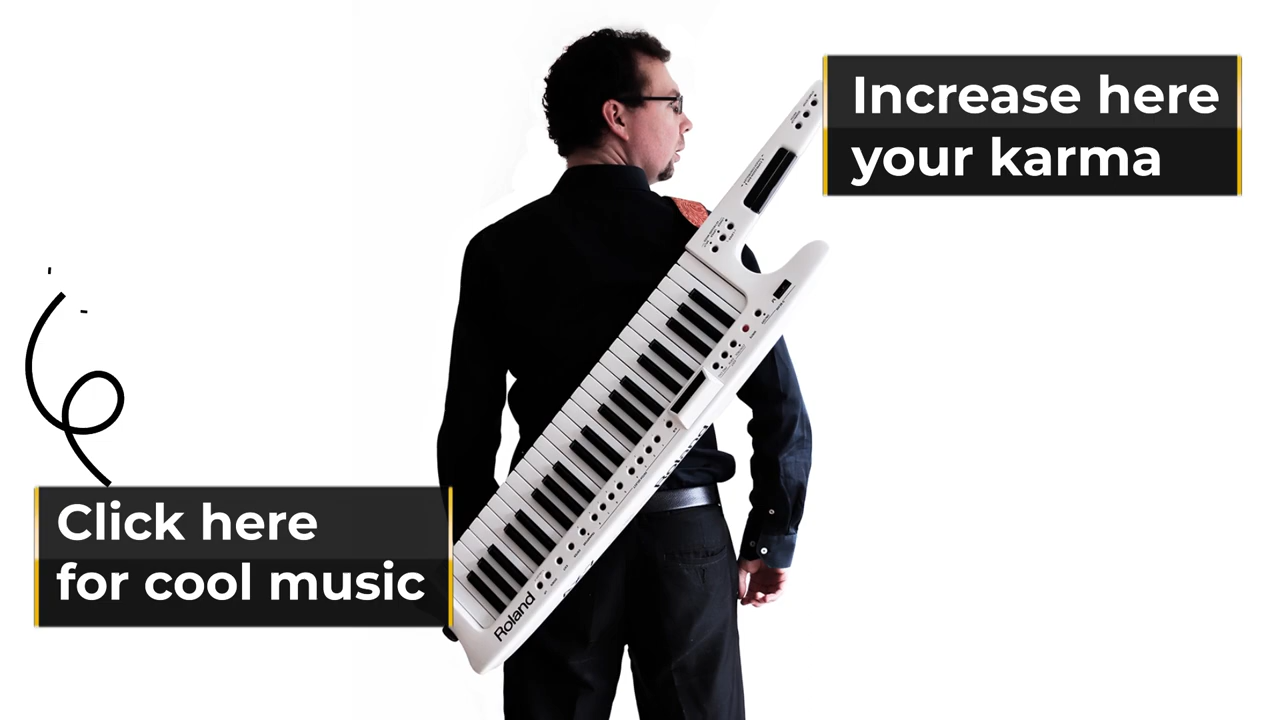 Increase here
your karma
Click here
for cool music
Roland